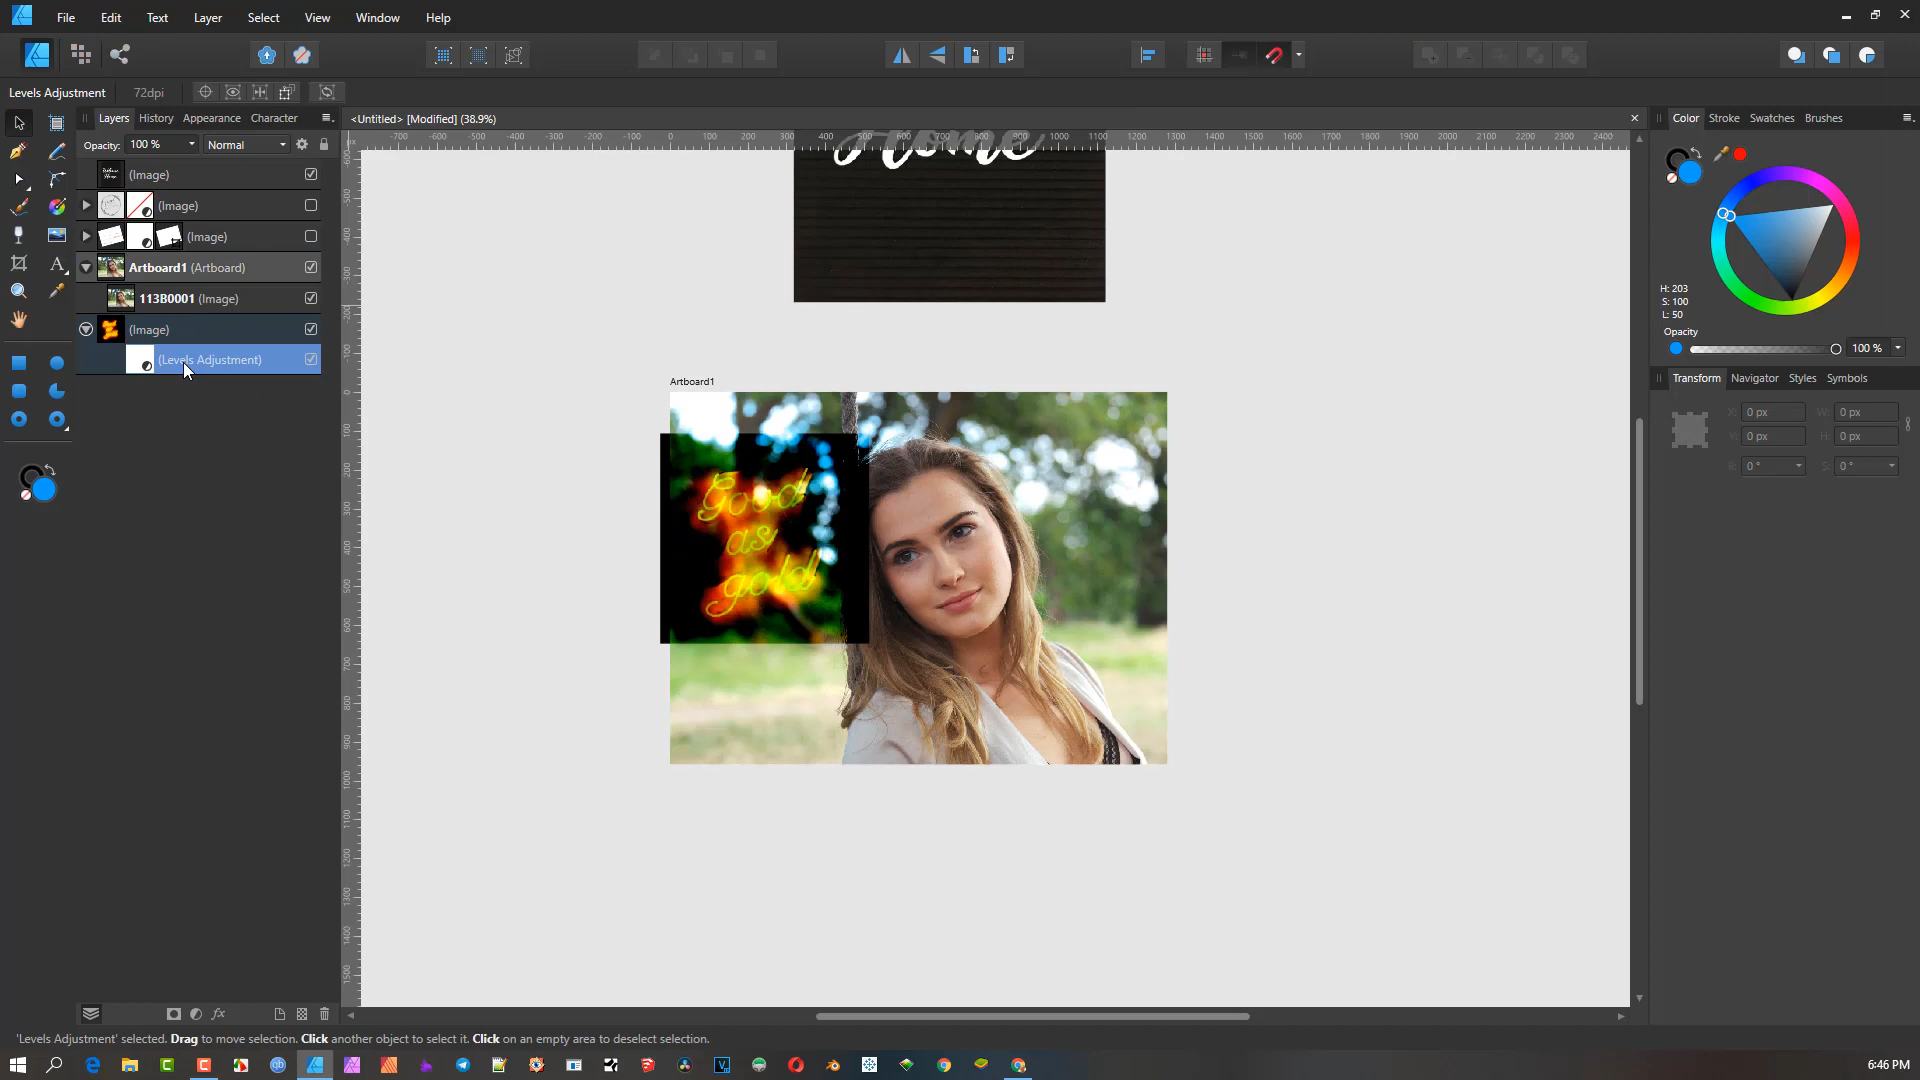 File Edit Text Layer Select View Window Help
Levels Adjustment 72dpi
Layers History Appearance Character
<Untitled> [Modified] (38.9%)
Color Stroke Swatches Brushes
Opacity: 100 % Normal
(Image)
(Image)
(Image)
Artboard1 (Artboard)
113B0001 (Image)
(Image)
(Levels Adjustment)
Home
Artboard1
Good
as
gold
H: 203
S: 100
L: 50
Opacity
100 %
Transform Navigator Styles Symbols
X: 0 px W: 0 px
Y: 0 px H: 0 px
R: 0 ° S: 0 °
'Levels Adjustment' selected. Drag to move selection. Click another object to select it. Click on an empty area to deselect selection.
6:46 PM